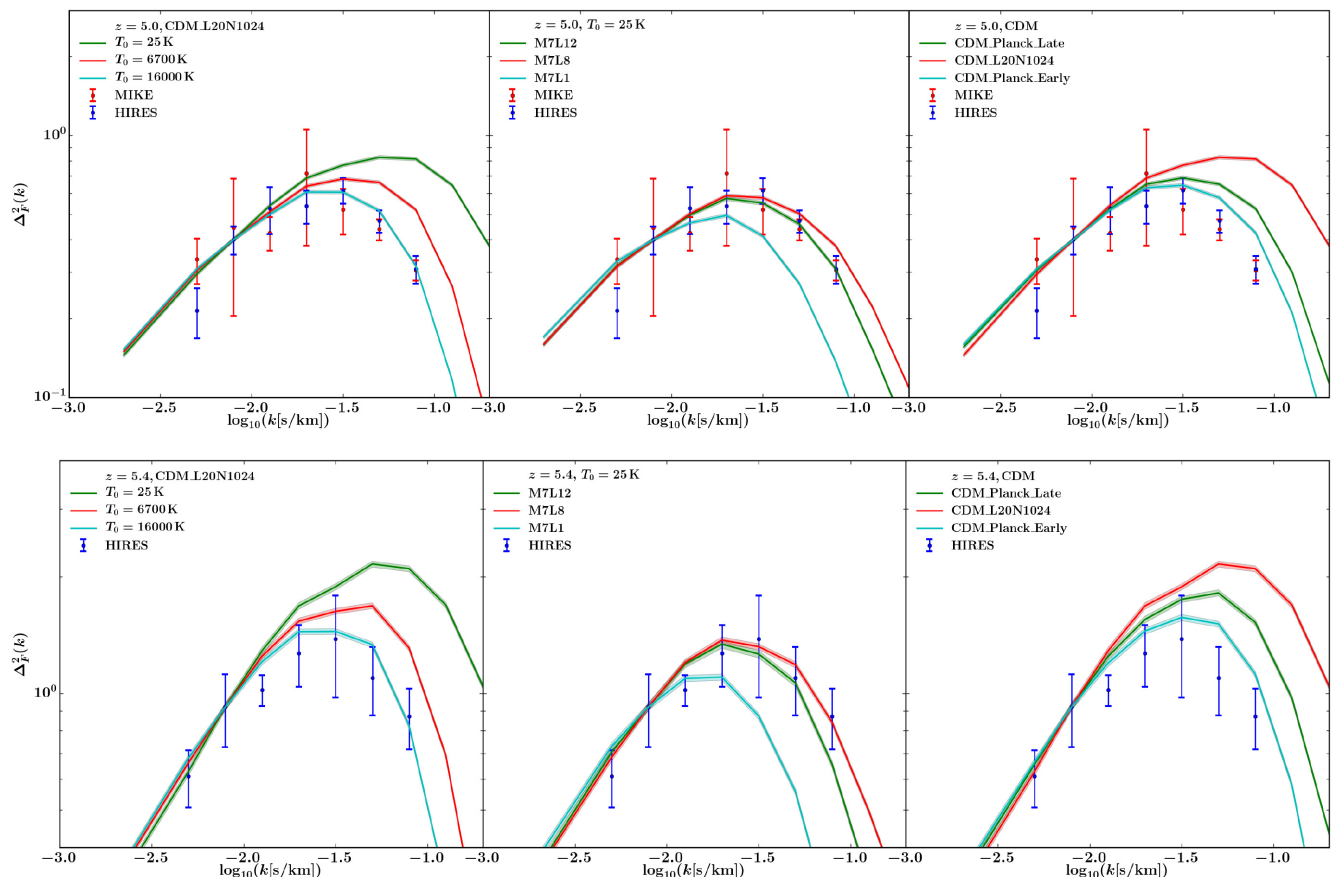 z = 5.0, CDM_L20N1024
T₀ = 25 K
T₀ = 6700 K
T₀ = 16000 K
MIKE
HIRES
z = 5.0, T₀ = 25 K
M7L12
M7L8
M7L1
z = 5.0, CDM
CDM_Planck_Late
CDM_L20N1024
CDM_Planck_Early
MIKE
HIRES
10⁰
10⁻¹
Δ²_F(k)
−3.0 −2.5 −2.0 −1.5 −1.0 −3.0 −2.5 −2.0 −1.5 −1.0 −3.0 −2.5 −2.0 −1.5 −1.0
log₁₀(k[s/km]) log₁₀(k[s/km]) log₁₀(k[s/km])
z = 5.4, CDM_L20N1024
T₀ = 25 K
T₀ = 6700 K
T₀ = 16000 K
HIRES
z = 5.4, T₀ = 25 K
M7L12
M7L8
M7L1
z = 5.4, CDM
CDM_Planck_Late
CDM_L20N1024
CDM_Planck_Early
HIRES
10⁰
Δ²_F(k)
−3.0 −2.5 −2.0 −1.5 −1.0 −3.0 −2.5 −2.0 −1.5 −1.0 −3.0 −2.5 −2.0 −1.5 −1.0
log₁₀(k[s/km]) log₁₀(k[s/km]) log₁₀(k[s/km])